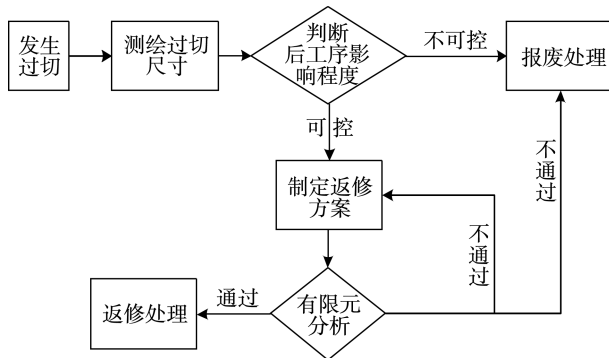 发生
过切
测绘过切
尺寸
判断
后工序影
响程度
不可控
报废处理
可控
制定返修
方案
不通过
不通过
返修处理
通过
有限元
分析